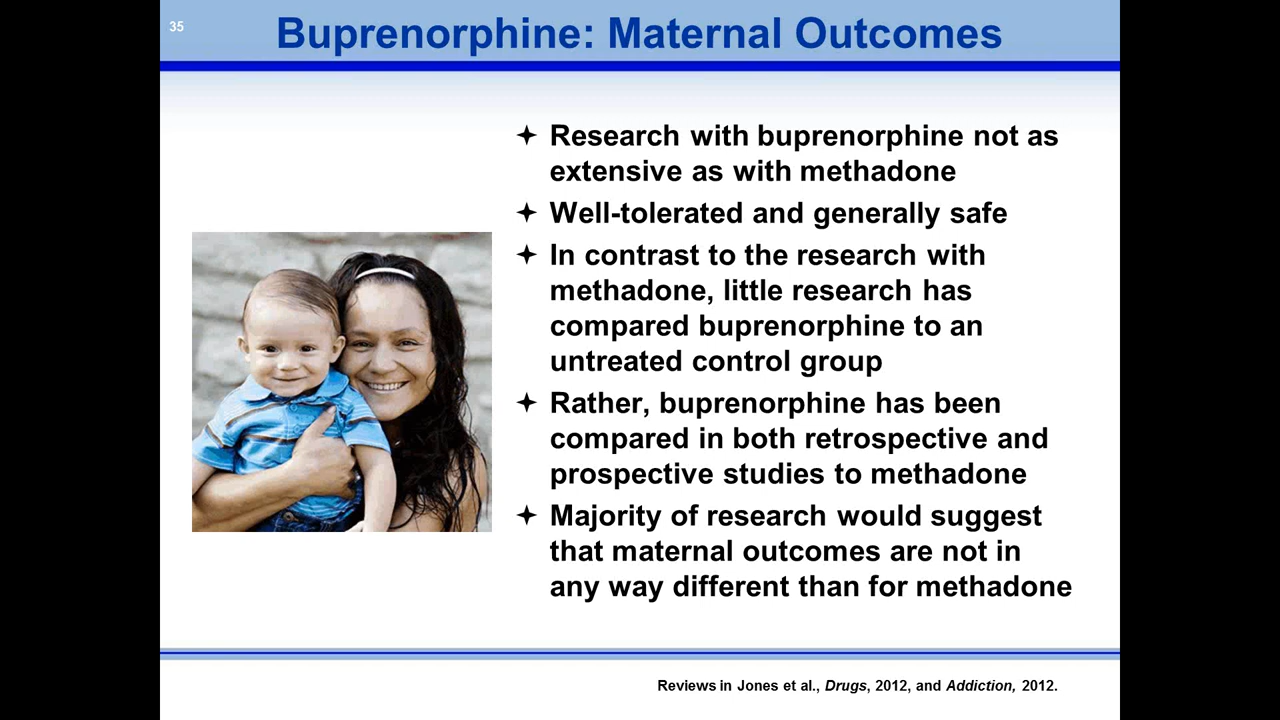 35
Buprenorphine: Maternal Outcomes
Research with buprenorphine not as
extensive as with methadone
Well-tolerated and generally safe
In contrast to the research with
methadone, little research has
compared buprenorphine to an
untreated control group
Rather, buprenorphine has been
compared in both retrospective and
prospective studies to methadone
Majority of research would suggest
that maternal outcomes are not in
any way different than for methadone
Reviews in Jones et al., Drugs, 2012, and Addiction, 2012.